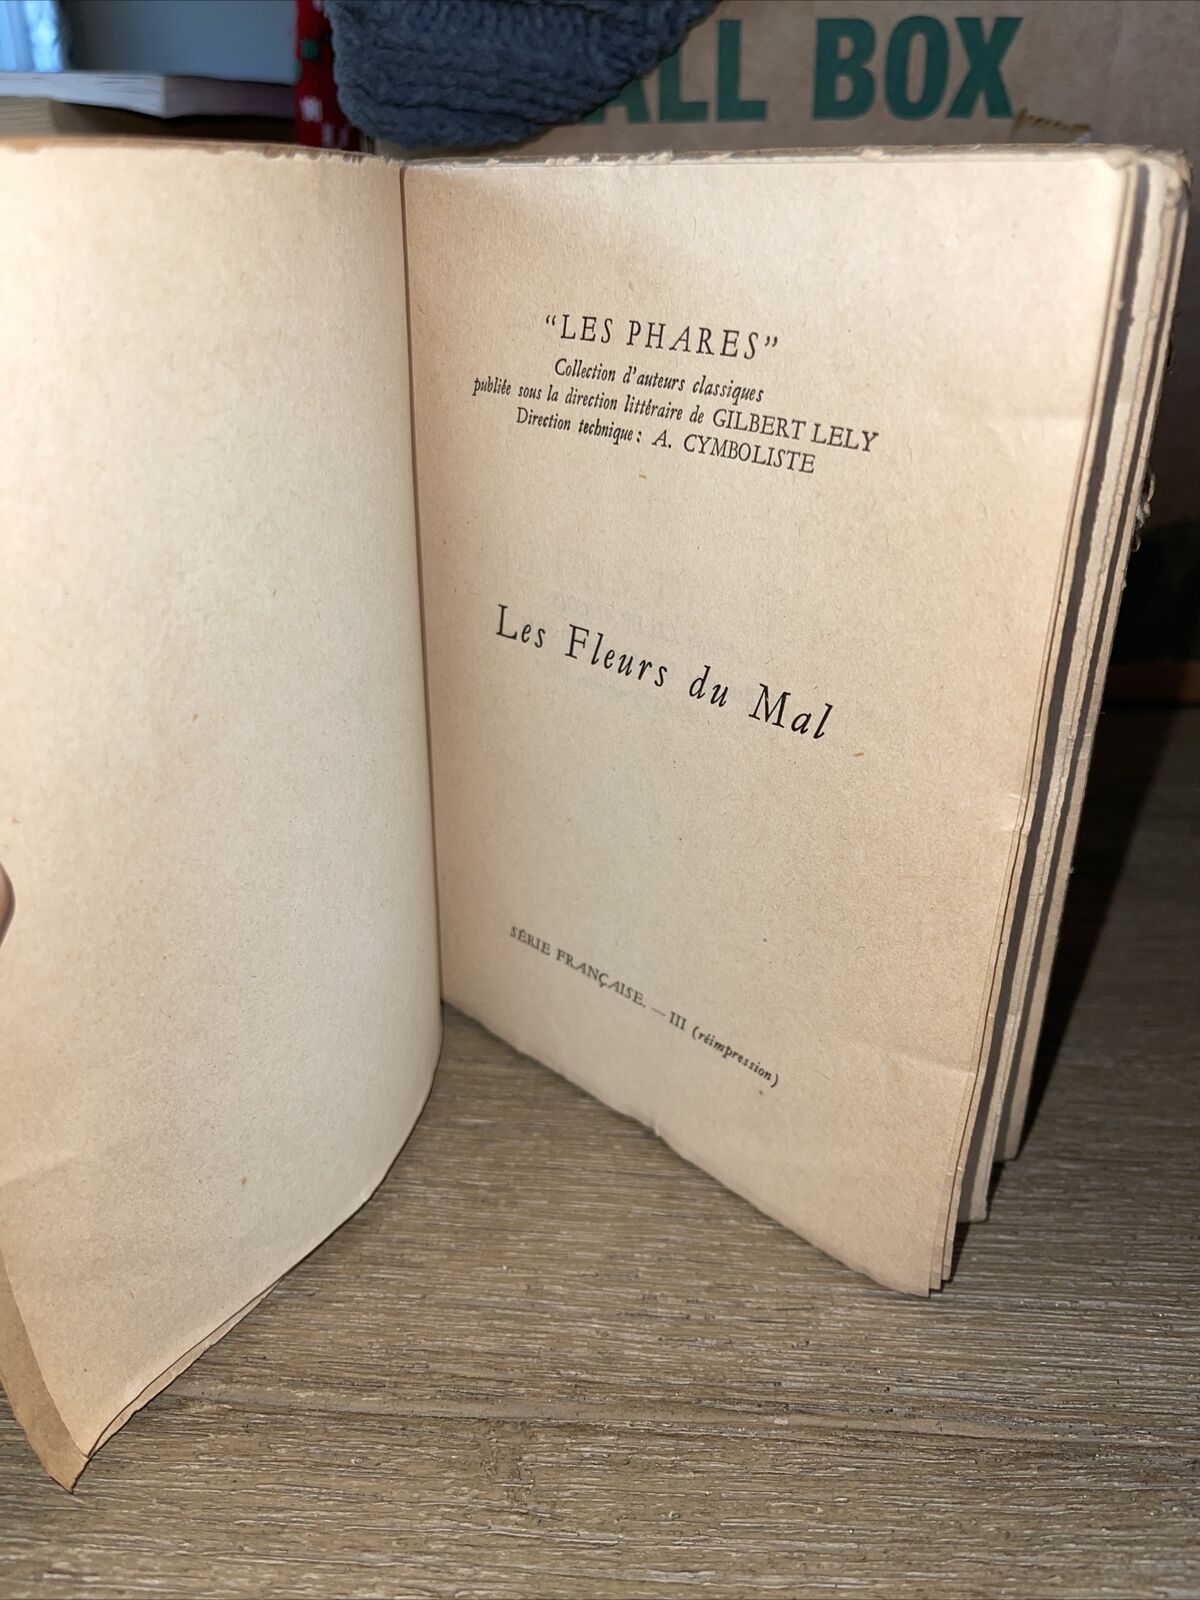 ALL BOX
“LES PHARES”
Collection d'auteurs classiques
publiée sous la direction littéraire de GILBERT LELY
Direction technique : A. CYMBOLISTE
Les Fleurs du Mal
SÉRIE FRANÇAISE. — III (réimpression)